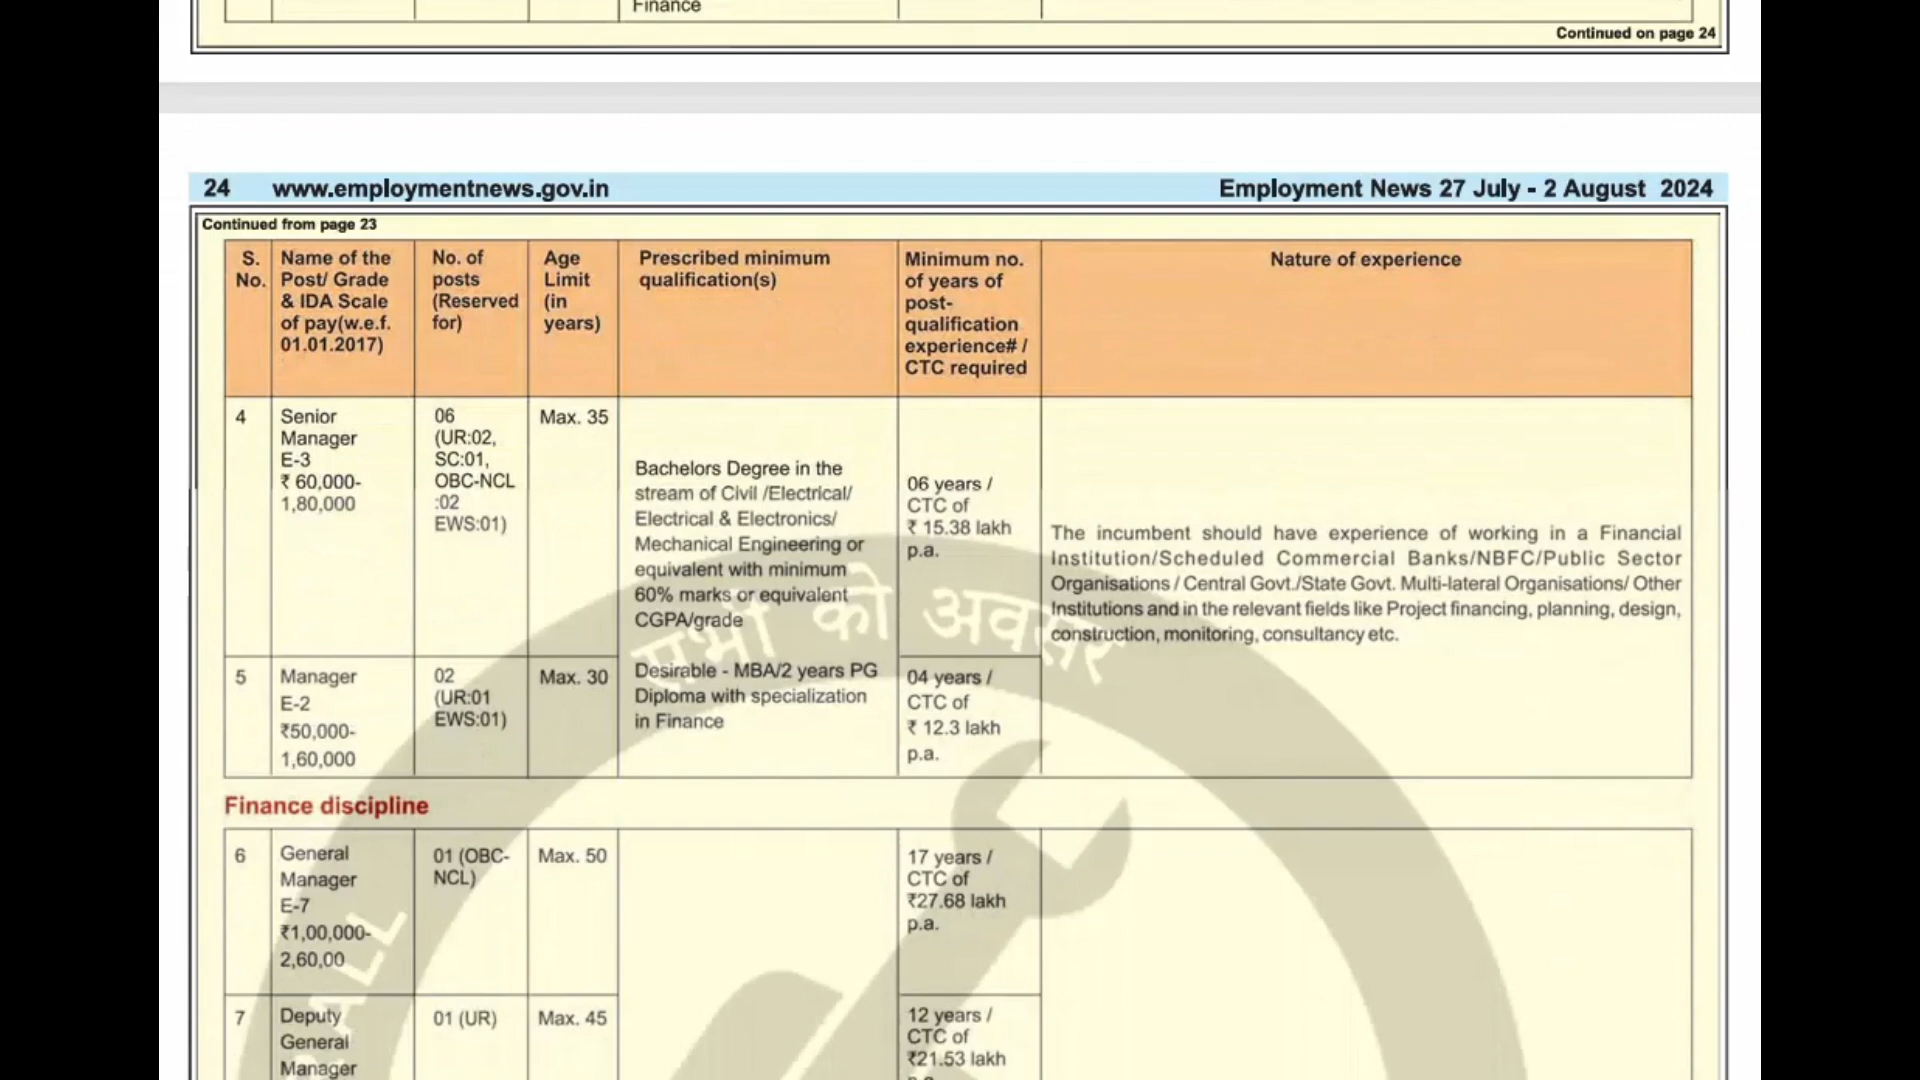 Finance
Continued on page 24
24 www.employmentnews.gov.in Employment News 27 July - 2 August 2024
Continued from page 23
S. No.
Name of the
Post/ Grade
& IDA Scale
of pay(w.e.f.
01.01.2017)
No. of
posts
(Reserved
for)
Age
Limit
(in
years)
Prescribed minimum
qualification(s)
Minimum no.
of years of
post-
qualification
experience# /
CTC required
Nature of experience
4
Senior
Manager
E-3
₹ 60,000-
1,80,000
06
(UR:02,
SC:01,
OBC-NCL
:02
EWS:01)
Max. 35
Bachelors Degree in the
stream of Civil /Electrical/
Electrical & Electronics/
Mechanical Engineering or
equivalent with minimum
60% marks or equivalent
CGPA/grade
Desirable - MBA/2 years PG
Diploma with specialization
in Finance
06 years /
CTC of
₹ 15.38 lakh
p.a.
The incumbent should have experience of working in a Financial
Institution/Scheduled Commercial Banks/NBFC/Public Sector
Organisations / Central Govt./State Govt. Multi-lateral Organisations/ Other
Institutions and in the relevant fields like Project financing, planning, design,
construction, monitoring, consultancy etc.
5
Manager
E-2
₹50,000-
1,60,000
02
(UR:01
EWS:01)
Max. 30
04 years /
CTC of
₹ 12.3 lakh
p.a.
Finance discipline
6
General
Manager
E-7
₹1,00,000-
2,60,00
01 (OBC-
NCL)
Max. 50
17 years /
CTC of
₹27.68 lakh
p.a.
7
Deputy
General
Manager
01 (UR)
Max. 45
12 years /
CTC of
₹21.53 lakh
सभी को अवसर